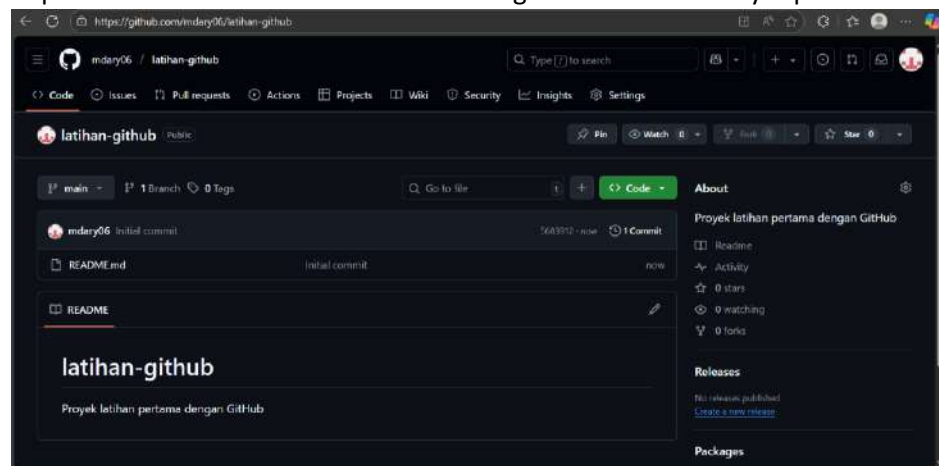 https://github.com/mdary06/latihan-github
mdary06 / latihan-github
Type / to search
Code Issues Pull requests Actions Projects Wiki Security Insights Settings
latihan-github Public
Pin Watch 0 Fork 0 Star 0
main 1 Branch 0 Tags
Go to file t Code
mdary06 Initial commit now 1 Commit
README.md Initial commit now
README
latihan-github
Proyek latihan pertama dengan GitHub
About
Proyek latihan pertama dengan GitHub
Readme
Activity
0 stars
0 watching
0 forks
Releases
No releases published
Create a new release
Packages